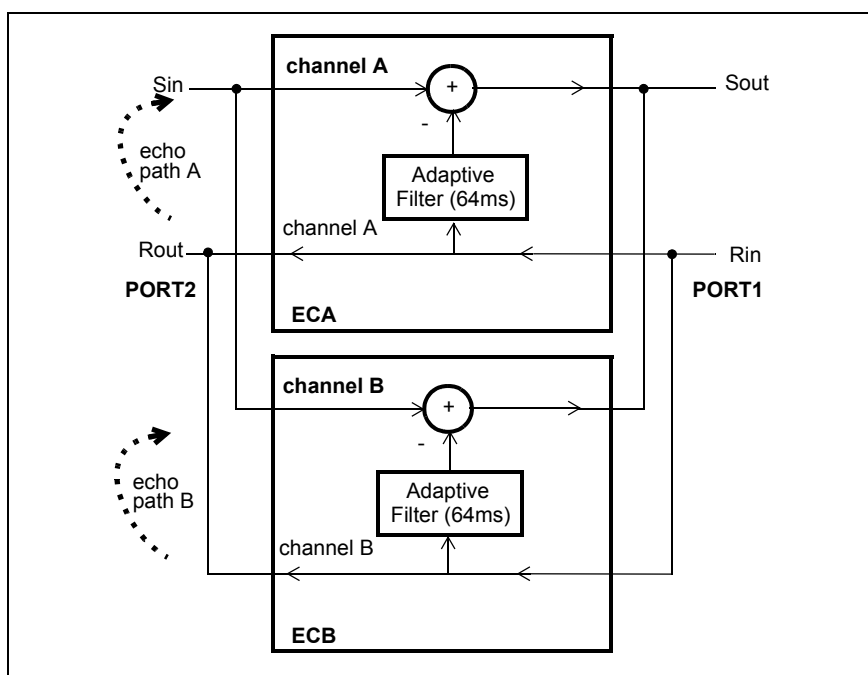 channel A
Sin
+
Sout
-
echo
path A
Adaptive
Filter (64ms)
channel A
Rout
Rin
PORT2
PORT1
ECA
channel B
+
-
echo
path B
Adaptive
Filter (64ms)
channel B
ECB